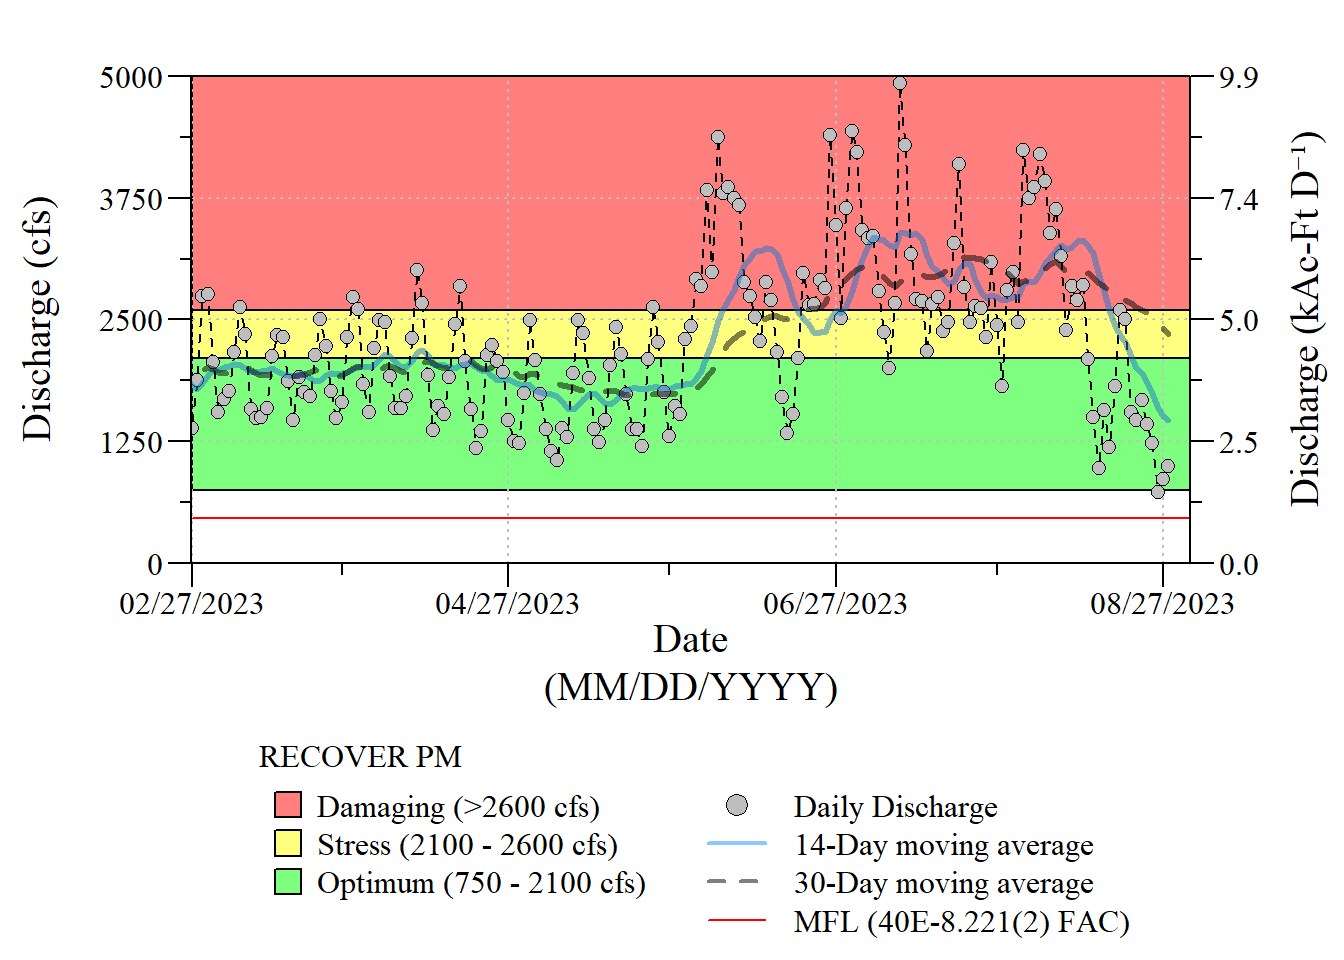 5000
3750
2500
1250
0
Discharge (cfs)
9.9
7.4
5.0
2.5
0.0
Discharge (kAc-Ft D⁻¹)
02/27/2023 04/27/2023 06/27/2023 08/27/2023
Date
(MM/DD/YYYY)
RECOVER PM
Damaging (>2600 cfs)
Stress (2100 - 2600 cfs)
Optimum (750 - 2100 cfs)
Daily Discharge
14-Day moving average
30-Day moving average
MFL (40E-8.221(2) FAC)